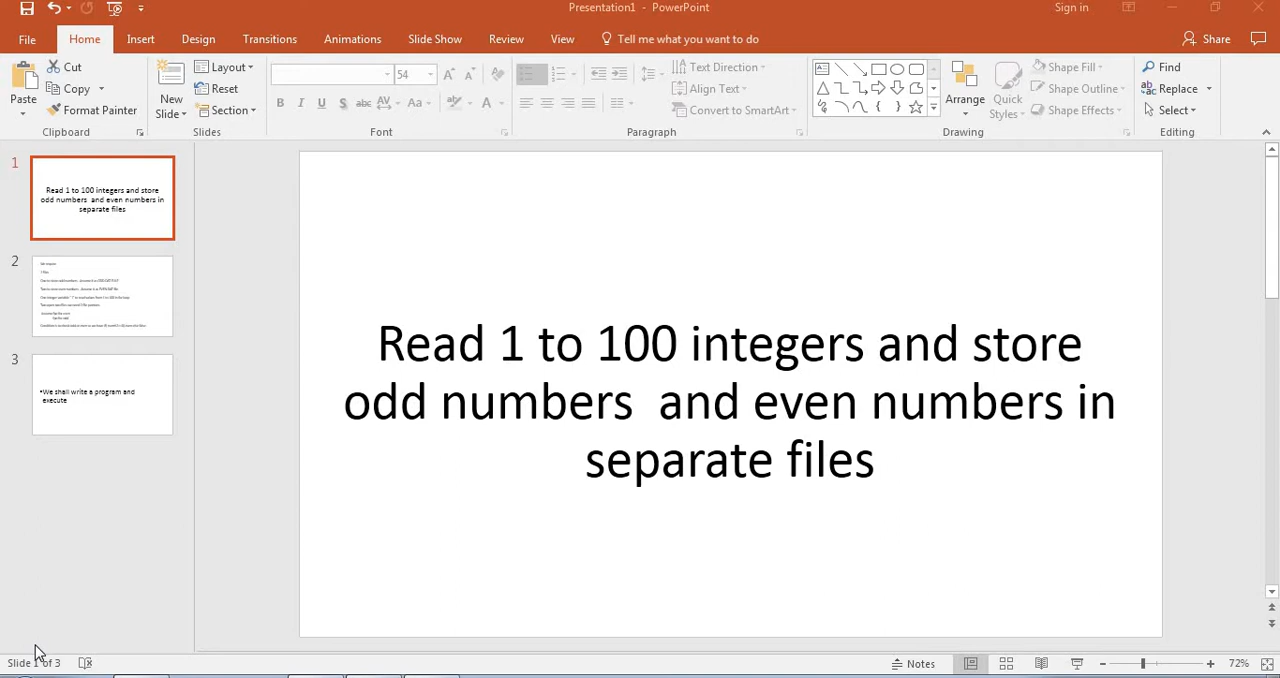 Presentation1 - PowerPoint
Sign in
File
Home
Insert
Design
Transitions
Animations
Slide Show
Review
View
Tell me what you want to do
Share
Paste
Cut
Copy
Format Painter
Clipboard
New
Slide
Layout
Reset
Section
Slides
54
Font
Text Direction
Align Text
Convert to SmartArt
Paragraph
Arrange
Quick
Styles
Shape Fill
Shape Outline
Shape Effects
Drawing
Find
Replace
Select
Editing
1
Read 1 to 100 integers and store
odd numbers and even numbers in
separate files
2
3
•We shall write a program and
execute
Read 1 to 100 integers and store
odd numbers  and even numbers in
separate files
Slide 1 of 3
Notes
72%